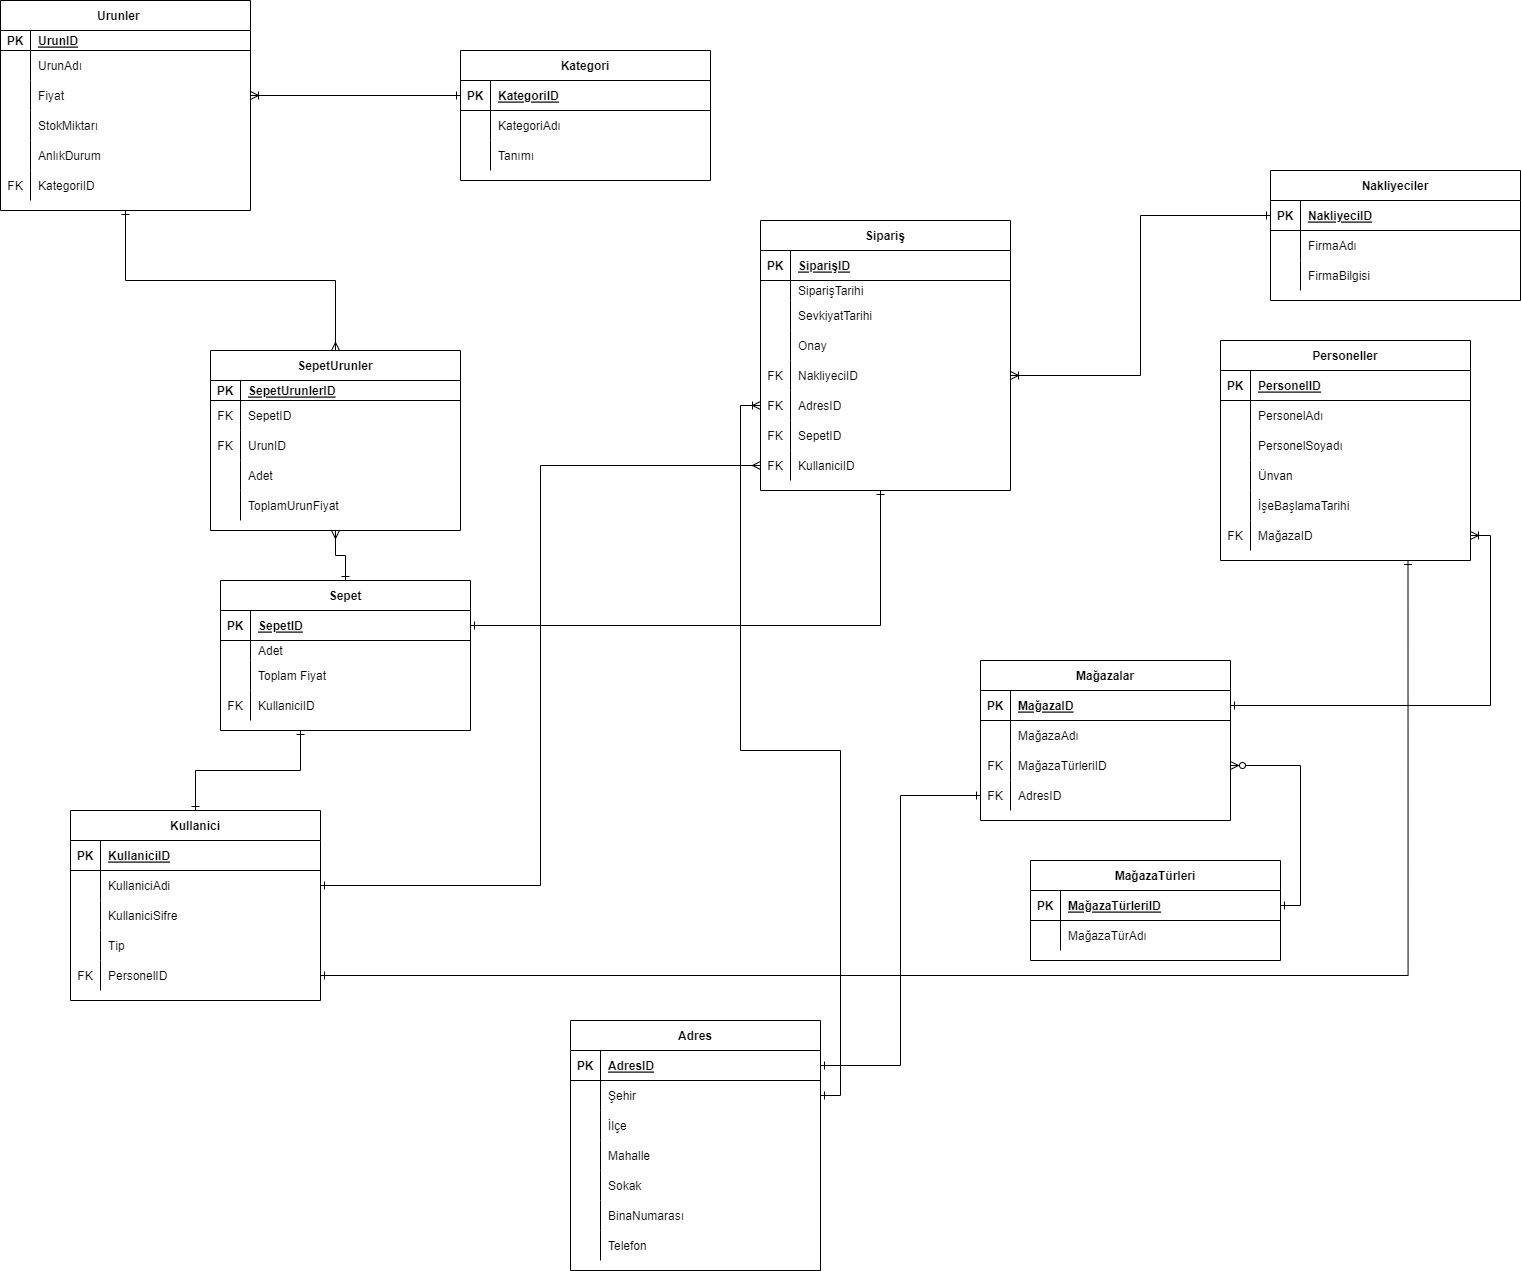 Urunler
PK UrunID
UrunAdı
Fiyat
StokMiktarı
AnlıkDurum
FK KategoriID
Kategori
PK KategoriID
KategoriAdı
Tanımı
Nakliyeciler
PK NakliyeciID
FirmaAdı
FirmaBilgisi
Sipariş
PK SiparişID
SiparişTarihi
SevkiyatTarihi
Onay
FK NakliyeciID
FK AdresID
FK SepetID
FK KullaniciID
Personeller
PK PersonelID
PersonelAdı
PersonelSoyadı
Ünvan
İşeBaşlamaTarihi
FK MağazaID
SepetUrunler
PK SepetUrunlerID
FK SepetID
FK UrunID
Adet
ToplamUrunFiyat
Sepet
PK SepetID
Adet
Toplam Fiyat
FK KullaniciID
Mağazalar
PK MağazaID
MağazaAdı
FK MağazaTürleriID
FK AdresID
Kullanici
PK KullaniciID
KullaniciAdi
KullaniciSifre
Tip
FK PersonelID
MağazaTürleri
PK MağazaTürleriID
MağazaTürAdı
Adres
PK AdresID
Şehir
İlçe
Mahalle
Sokak
BinaNumarası
Telefon